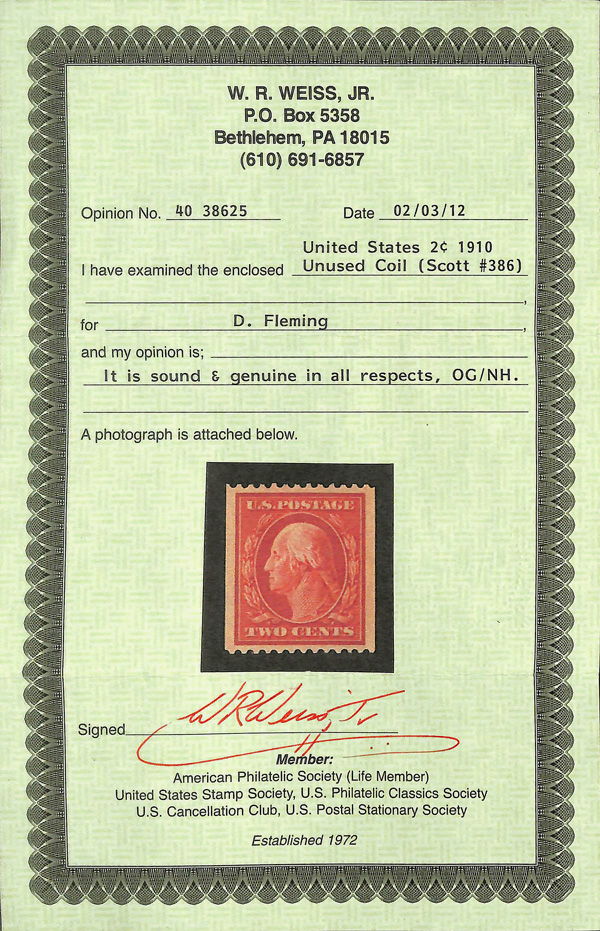 W. R. WEISS, JR.
P.O. Box 5358
Bethlehem, PA 18015
(610) 691-6857
Opinion No. 40 38625 Date 02/03/12
United States 2¢ 1910
I have examined the enclosed Unused Coil (Scott #386)
,
for D. Fleming ,
and my opinion is;
It is sound & genuine in all respects, OG/NH.
A photograph is attached below.
U.S. POSTAGE
TWO CENTS
Signed W R Weiss, Jr
Member:
American Philatelic Society (Life Member)
United States Stamp Society, U.S. Philatelic Classics Society
U.S. Cancellation Club, U.S. Postal Stationary Society
Established 1972